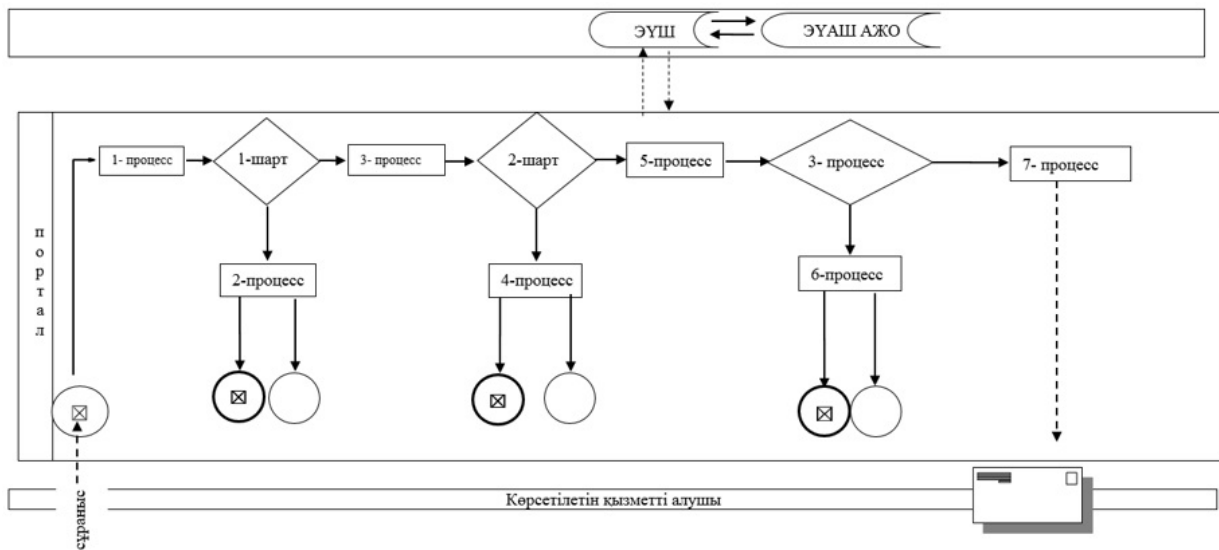 ЭҮШ
ЭҮАШ АЖО
портал
1- процесс
1-шарт
3- процесс
2-шарт
5-процесс
3- процесс
7- процесс
2-процесс
4-процесс
6-процесс
сұраныс
Көрсетілетін қызметті алушы